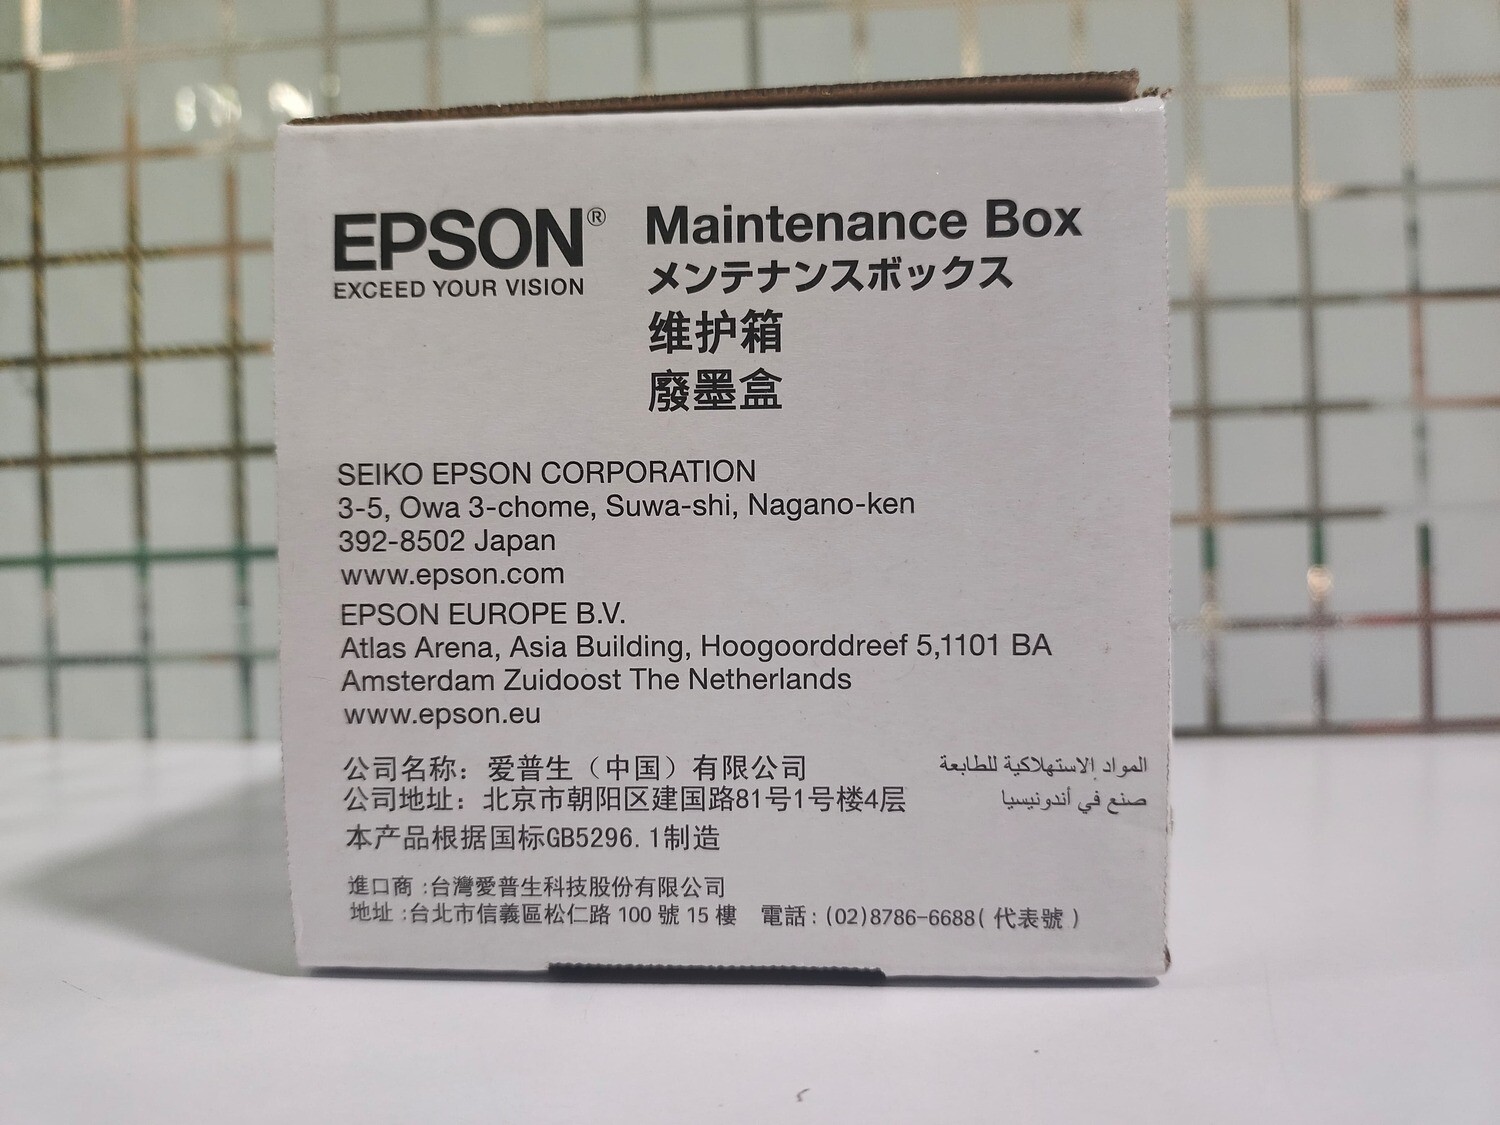 EPSON®
EXCEED YOUR VISION
Maintenance Box
メンテナンスボックス
维护箱
廢墨盒
SEIKO EPSON CORPORATION
3-5, Owa 3-chome, Suwa-shi, Nagano-ken
392-8502 Japan
www.epson.com
EPSON EUROPE B.V.
Atlas Arena, Asia Building, Hoogoorddreef 5,1101 BA
Amsterdam Zuidoost The Netherlands
www.epson.eu
公司名称：爱普生（中国）有限公司
公司地址：北京市朝阳区建国路81号1号楼4层
本产品根据国标GB5296.1制造
المواد الاستهلاكية للطابعة
صنع في أندونيسيا
進口商 :台灣愛普生科技股份有限公司
地址 :台北市信義區松仁路 100 號 15 樓 電話 : (02)8786-6688( 代表號 )